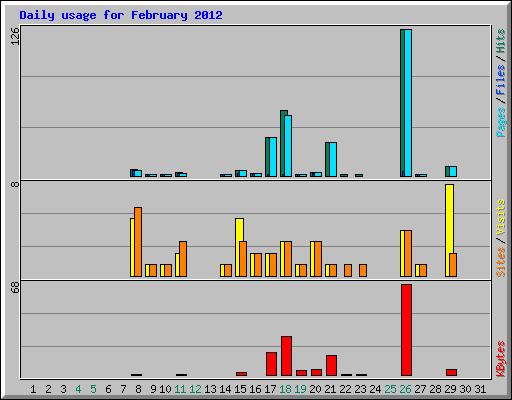 Daily usage for February 2012
126
8
68
Pages / Files / Hits
Sites / Visits
KBytes
1 2 3 4 5 6 7 8 9 10 11 12 13 14 15 16 17 18 19 20 21 22 23 24 25 26 27 28 29 30 31